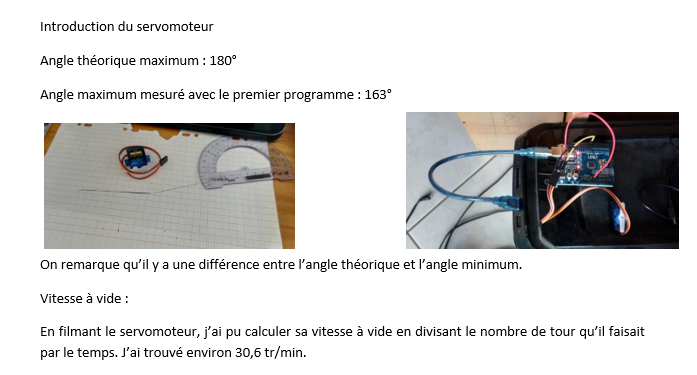 Introduction du servomoteur
Angle théorique maximum : 180°
Angle maximum mesuré avec le premier programme : 163°
On remarque qu’il y a une différence entre l’angle théorique et l’angle minimum.
Vitesse à vide :
En filmant le servomoteur, j’ai pu calculer sa vitesse à vide en divisant le nombre de tour qu’il faisait
par le temps. J’ai trouvé environ 30,6 tr/min.